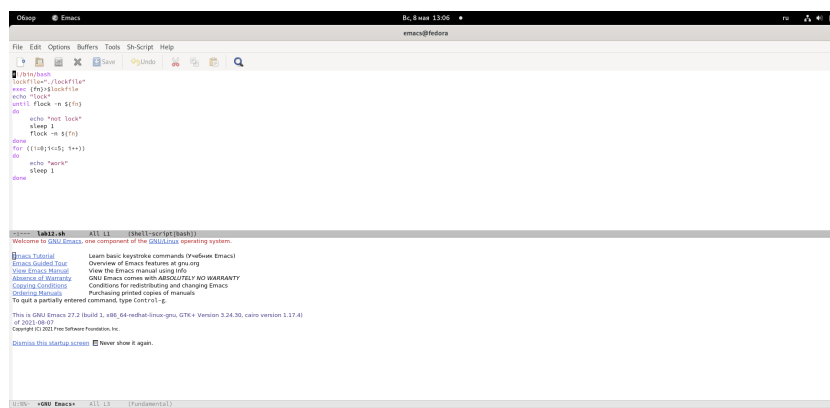 Обзор Emacs Вс, 8 мая 13:06 ru
emacs@fedora
File Edit Options Buffers Tools Sh-Script Help
Save Undo
#!/bin/bash
lockfile="./lockfile"
exec {fn}>$lockfile
echo "lock"
until flock -n ${fn}
do
echo "not lock"
sleep 1
flock -n ${fn}
done
for ((i=0;i<=5; i++))
do
echo "work"
sleep 1
done
-:--- lab12.sh All L1 (Shell-script[bash])
Welcome to GNU Emacs, one component of the GNU/Linux operating system.
Emacs Tutorial Learn basic keystroke commands (Учебник Emacs)
Emacs Guided Tour Overview of Emacs features at gnu.org
View Emacs Manual View the Emacs manual using Info
Absence of Warranty GNU Emacs comes with ABSOLUTELY NO WARRANTY
Copying Conditions Conditions for redistributing and changing Emacs
Ordering Manuals Purchasing printed copies of manuals
To quit a partially entered command, type Control-g.
This is GNU Emacs 27.2 (build 1, x86_64-redhat-linux-gnu, GTK+ Version 3.24.30, cairo version 1.17.4)
of 2021-08-07
Copyright (C) 2021 Free Software Foundation, Inc.
Dismiss this startup screen Never show it again.
U:%%- *GNU Emacs* All L3 (Fundamental)